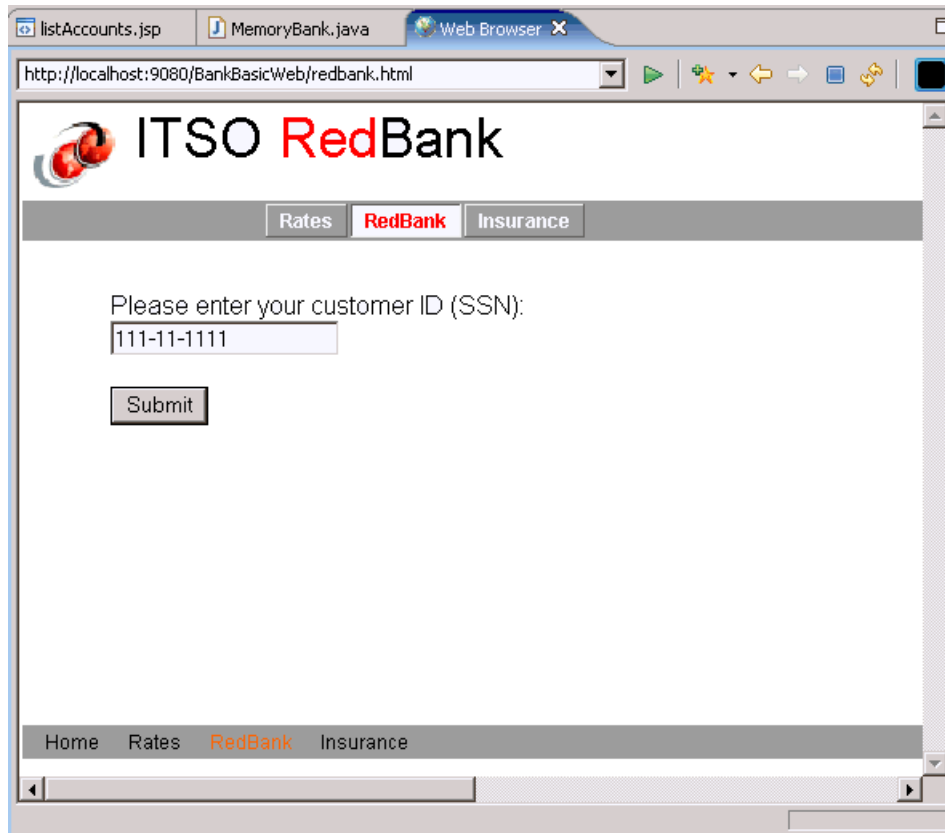 listAccounts.jsp MemoryBank.java Web Browser
http://localhost:9080/BankBasicWeb/redbank.html
ITSO RedBank
Rates RedBank Insurance
Please enter your customer ID (SSN):
111-11-1111
Submit
Home Rates RedBank Insurance